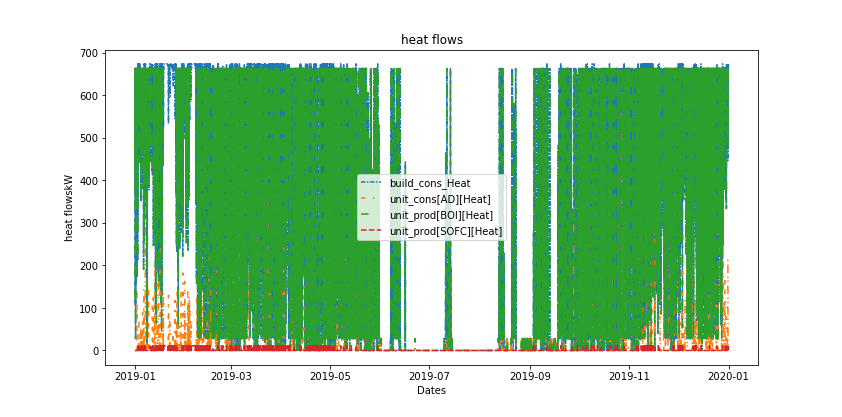 heat flows
700
600
500
400
300
200
100
0
heat flowskW
build_cons_Heat
unit_cons[AD][Heat]
unit_prod[BOI][Heat]
unit_prod[SOFC][Heat]
2019-01 2019-03 2019-05 2019-07 2019-09 2019-11 2020-01
Dates